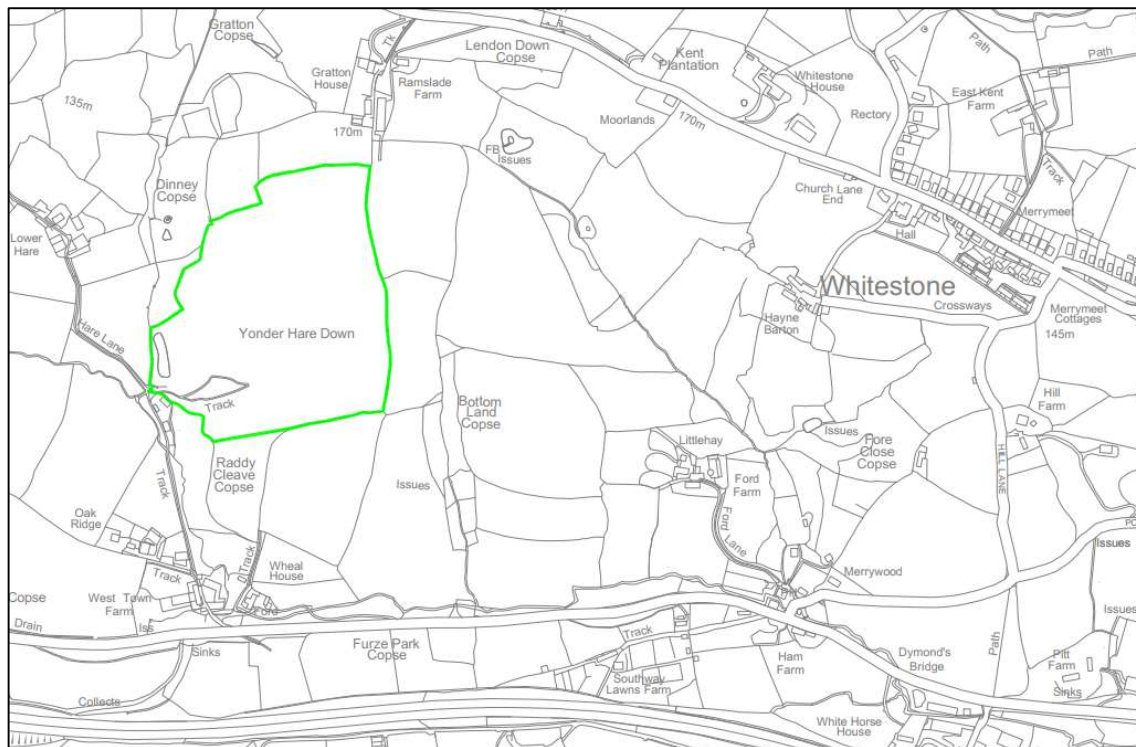 Gratton
Copse
Tk
Lendon Down
Copse
Kent
Plantation
Path
Path
Gratton
House
Ramslade
Farm
Whitestone
House
East Kent
Farm
135m
170m
Moorlands
170m
Rectory
FB
Issues
Track
Dinney
Copse
Church Lane
End
Merrymeet
Lower
Hare
Hall
Whitestone
Crossways
Hare Lane
Yonder Hare Down
Hayne
Barton
Merrymeet
Cottages
145m
Track
Bottom
Land
Copse
Hill
Farm
Issues
Fore
Close
Copse
Littlehay
Raddy
Cleave
Copse
Issues
Ford
Farm
HILL LANE
Track
Oak
Ridge
Ford Lane
Issues
Track
Wheal
House
Merrywood
Track
West Town
Farm
Ford
Copse
Drain
Iss
Issues
Sinks
Furze Park
Copse
Track
Path
Ham
Farm
Dymond's
Bridge
Pitt
Farm
Sinks
Collects
Southway
Lawns Farm
White Horse
House